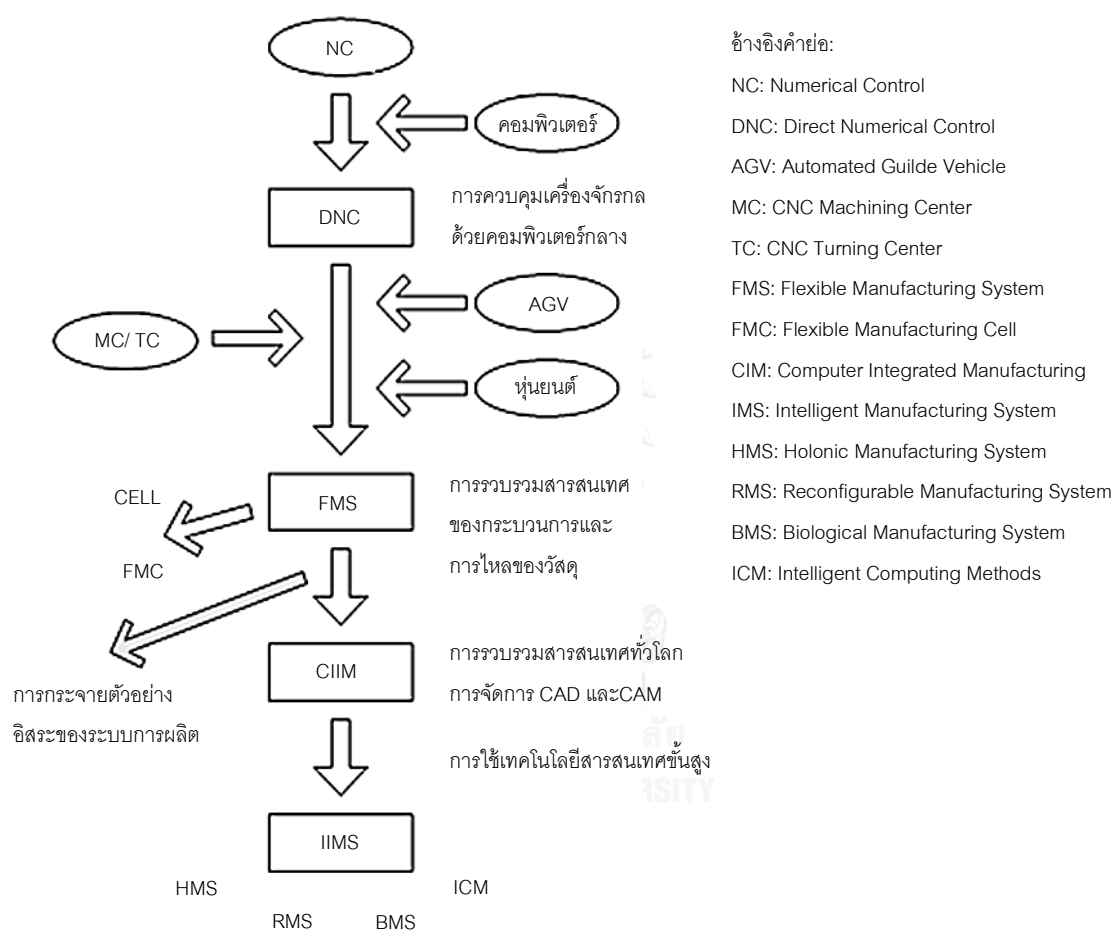 NC
คอมพิวเตอร์
DNC
การควบคุมเครื่องจักรกล
ด้วยคอมพิวเตอร์กลาง
AGV
MC/ TC
หุ่นยนต์
CELL
FMS
การรวบรวมสารสนเทศ
ของกระบวนการและ
การไหลของวัสดุ
FMC
CIIM
การรวบรวมสารสนเทศทั่วโลก
การจัดการ CAD และCAM
การกระจายตัวอย่าง
อิสระของระบบการผลิต
การใช้เทคโนโลยีสารสนเทศขั้นสูง
IIMS
HMS
ICM
RMS
BMS
อ้างอิงคำย่อ:
NC: Numerical Control
DNC: Direct Numerical Control
AGV: Automated Guilde Vehicle
MC: CNC Machining Center
TC: CNC Turning Center
FMS: Flexible Manufacturing System
FMC: Flexible Manufacturing Cell
CIM: Computer Integrated Manufacturing
IMS: Intelligent Manufacturing System
HMS: Holonic Manufacturing System
RMS: Reconfigurable Manufacturing System
BMS: Biological Manufacturing System
ICM: Intelligent Computing Methods